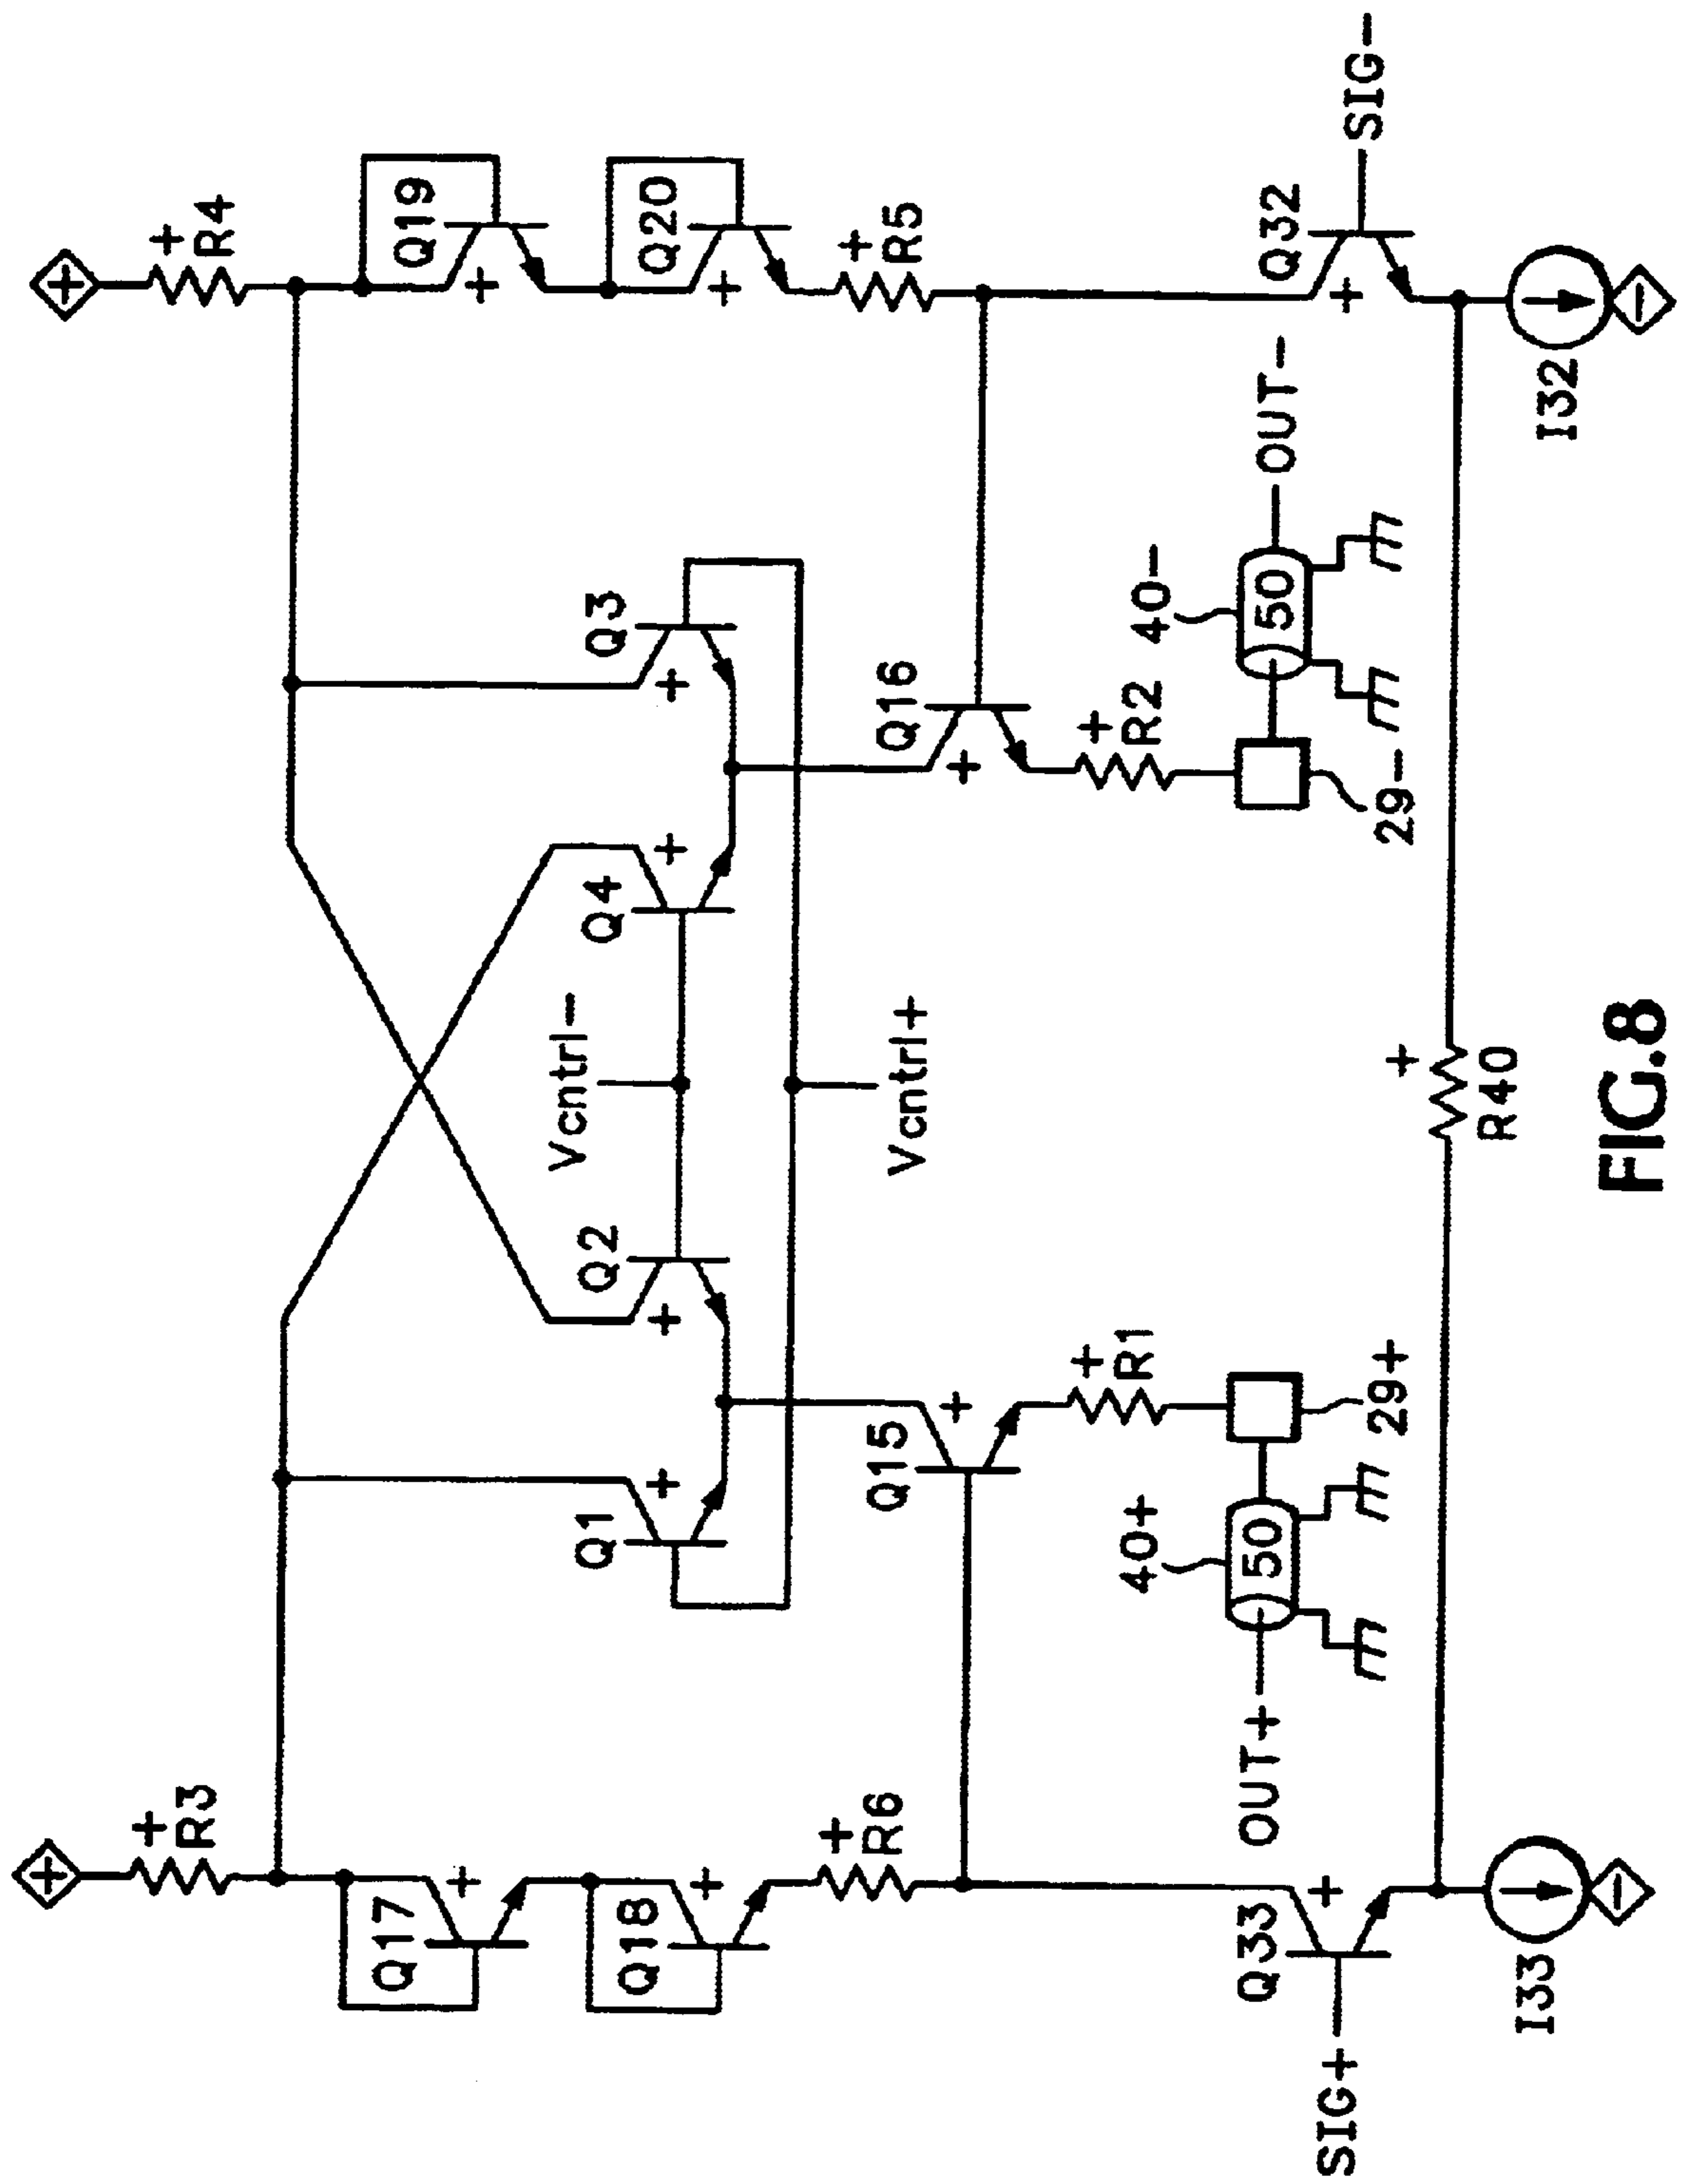 +
R3
+
R4
Q17
+
Q19
+
Q18
+
Q20
+
Q1
+
Q2
+
Q4
+
Q3
+
Vcntrl-
Vcntrl+
+
R6
+
R5
Q15
+
Q16
+
+
R1
+
R2
40+
50
OUT+
29+
40-
50
OUT-
29-
SIG+
Q33
+
Q32
+
SIG-
+
R40
I33
I32
FIG.8